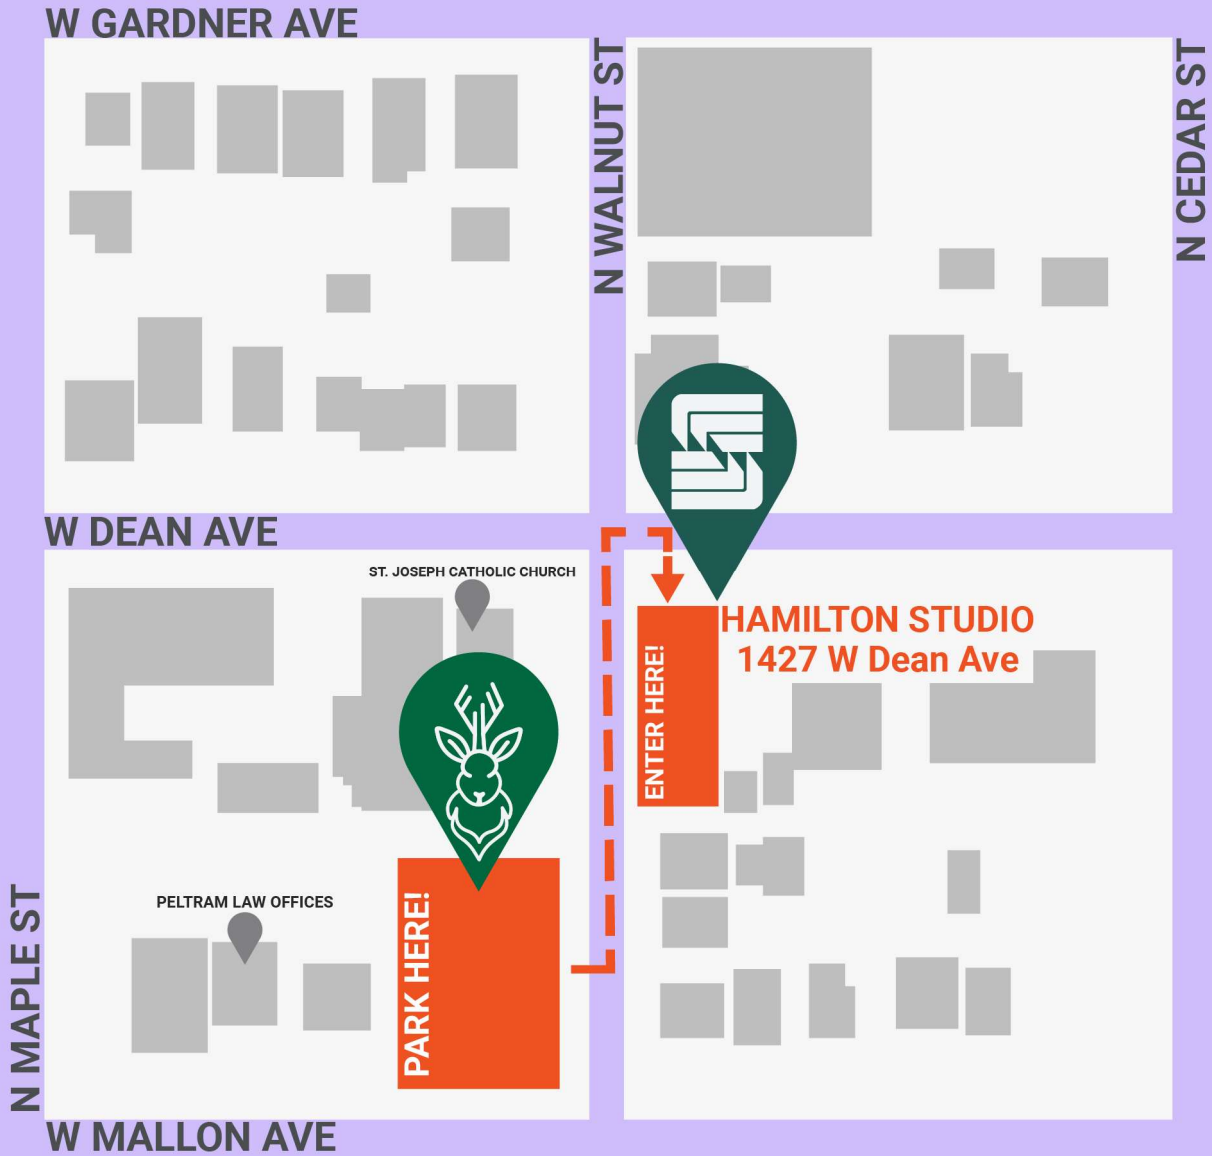 W GARDNER AVE
N WALNUT ST
N CEDAR ST
W DEAN AVE
ST. JOSEPH CATHOLIC CHURCH
HAMILTON STUDIO
1427 W Dean Ave
ENTER HERE!
PELTRAM LAW OFFICES
PARK HERE!
N MAPLE ST
W MALLON AVE